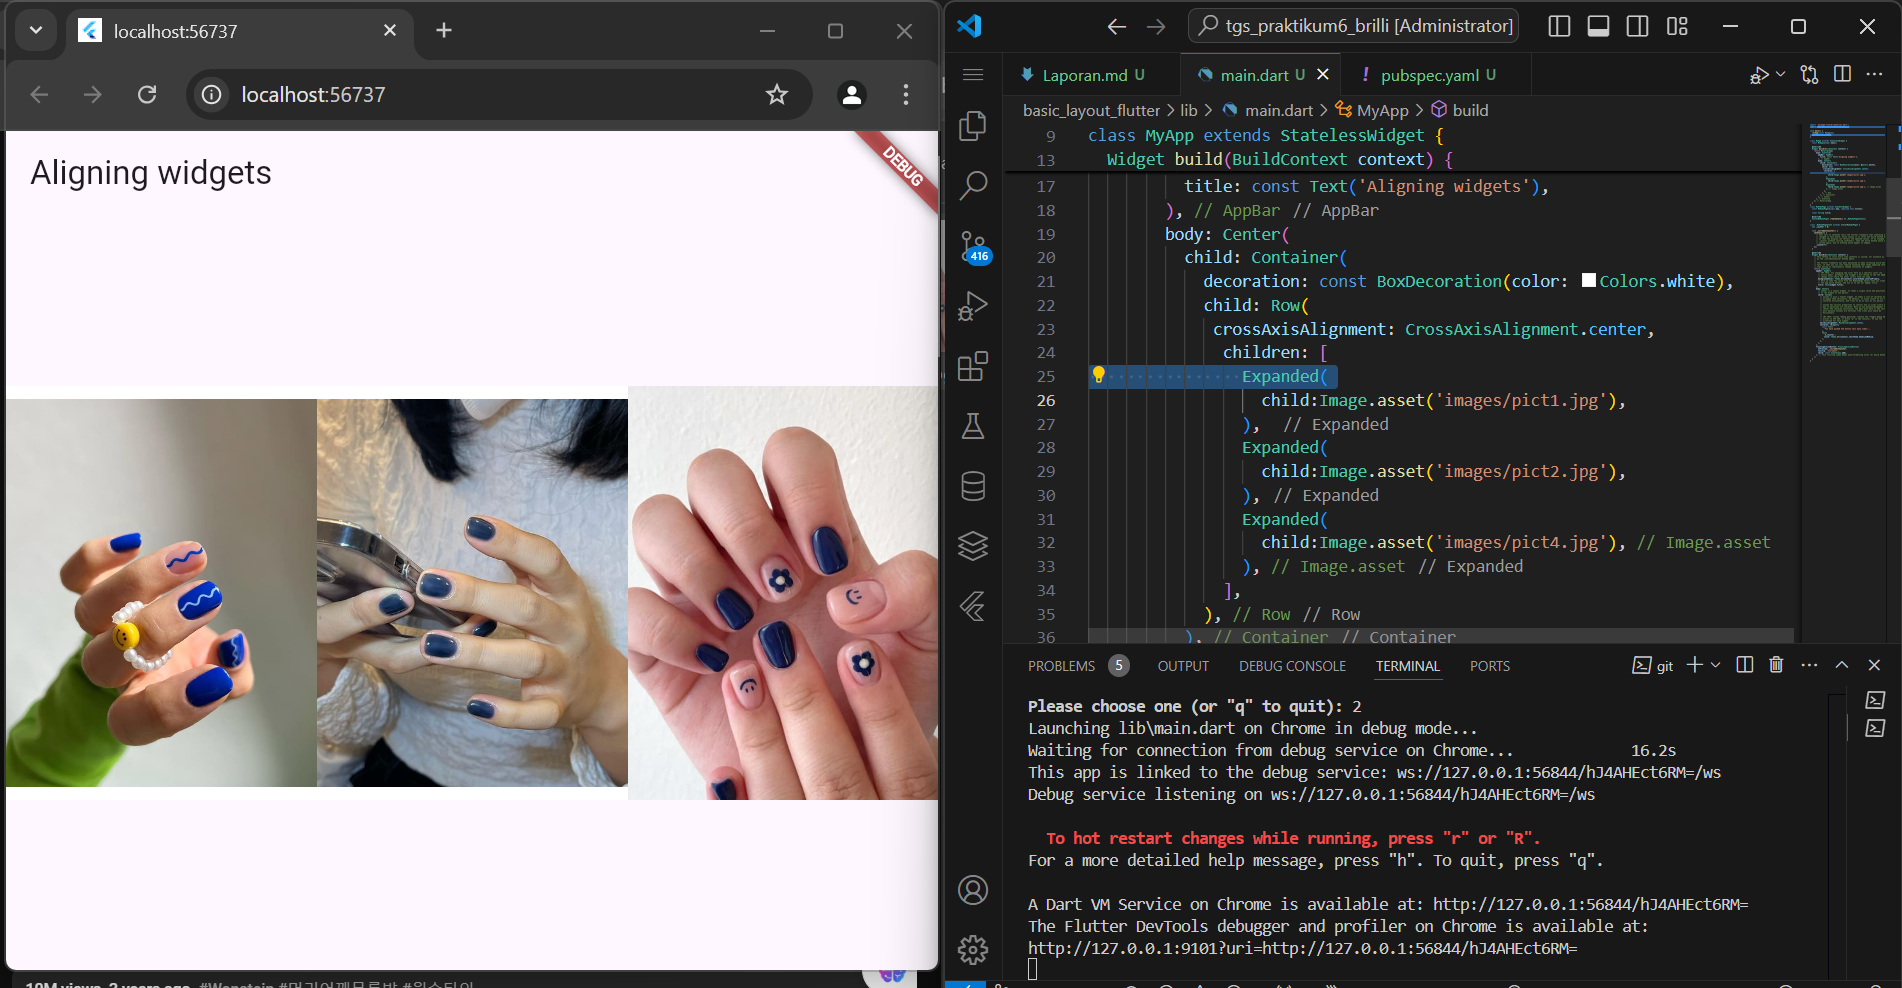 localhost:56737
localhost:56737
Aligning widgets
DEBUG
10M views 2 years ago
tgs_praktikum6_brilli [Administrator]
Laporan.md U
main.dart U
! pubspec.yaml U
basic_layout_flutter > lib > main.dart > MyApp > build
416
9 class MyApp extends StatelessWidget {
13 Widget build(BuildContext context) {
17 title: const Text('Aligning widgets'),
18 ), // AppBar // AppBar
19 body: Center(
20 child: Container(
21 decoration: const BoxDecoration(color: Colors.white),
22 child: Row(
23 crossAxisAlignment: CrossAxisAlignment.center,
24 children: [
25 Expanded(
26 child:Image.asset('images/pict1.jpg'),
27 ), // Expanded
28 Expanded(
29 child:Image.asset('images/pict2.jpg'),
30 ), // Expanded
31 Expanded(
32 child:Image.asset('images/pict4.jpg'), // Image.asset
33 ), // Image.asset // Expanded
34 ],
35 ), // Row // Row
36 ), // Container // Container
PROBLEMS 5 OUTPUT DEBUG CONSOLE TERMINAL PORTS git
Please choose one (or "q" to quit): 2
Launching lib\main.dart on Chrome in debug mode...
Waiting for connection from debug service on Chrome... 16.2s
This app is linked to the debug service: ws://127.0.0.1:56844/hJ4AHEct6RM=/ws
Debug service listening on ws://127.0.0.1:56844/hJ4AHEct6RM=/ws
To hot restart changes while running, press "r" or "R".
For a more detailed help message, press "h". To quit, press "q".
A Dart VM Service on Chrome is available at: http://127.0.0.1:56844/hJ4AHEct6RM=
The Flutter DevTools debugger and profiler on Chrome is available at:
http://127.0.0.1:9101?uri=http://127.0.0.1:56844/hJ4AHEct6RM=